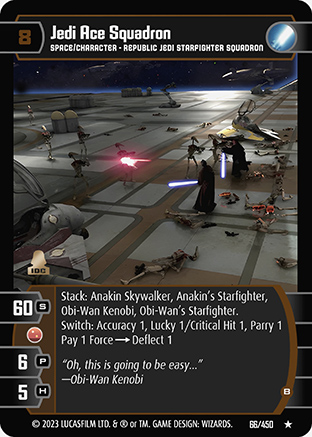 8
Jedi Ace Squadron
SPACE/CHARACTER - REPUBLIC JEDI STARFIGHTER SQUADRON
IDC
60 S
Stack: Anakin Skywalker, Anakin's Starfighter,
Obi-Wan Kenobi, Obi-Wan's Starfighter.
Switch: Accuracy 1, Lucky 1/Critical Hit 1, Parry 1
Pay 1 Force → Deflect 1
6 P
"Oh, this is going to be easy..."
—Obi-Wan Kenobi
5 H
B
© 2023 LUCASFILM LTD. & ® or TM. GAME DESIGN: WIZARDS. 66/450 ★